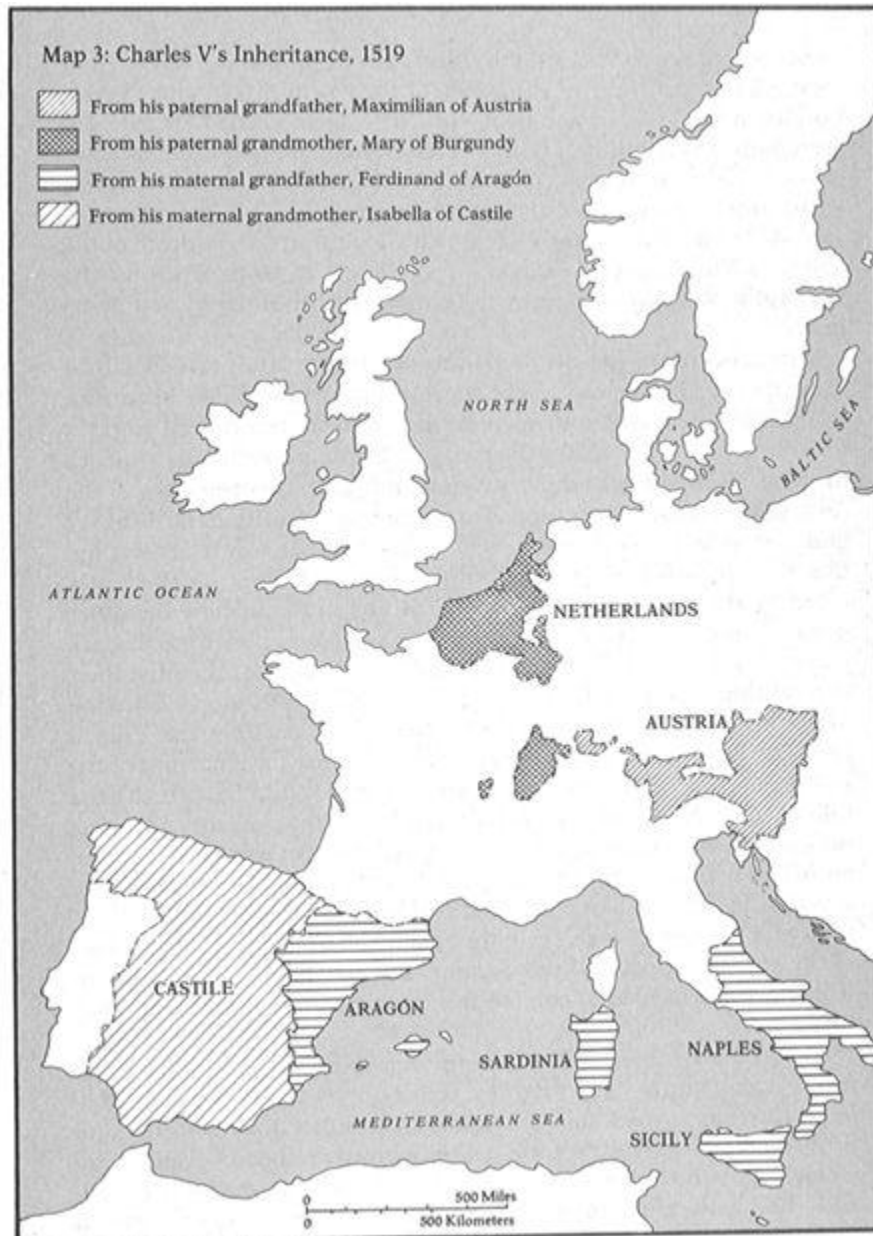 Map 3: Charles V's Inheritance, 1519
From his paternal grandfather, Maximilian of Austria
From his paternal grandmother, Mary of Burgundy
From his maternal grandfather, Ferdinand of Aragón
From his maternal grandmother, Isabella of Castile
NORTH SEA
BALTIC SEA
ATLANTIC OCEAN
NETHERLANDS
AUSTRIA
CASTILE
ARAGÓN
SARDINIA
NAPLES
MEDITERRANEAN SEA
SICILY
0 500 Miles
0 500 Kilometers